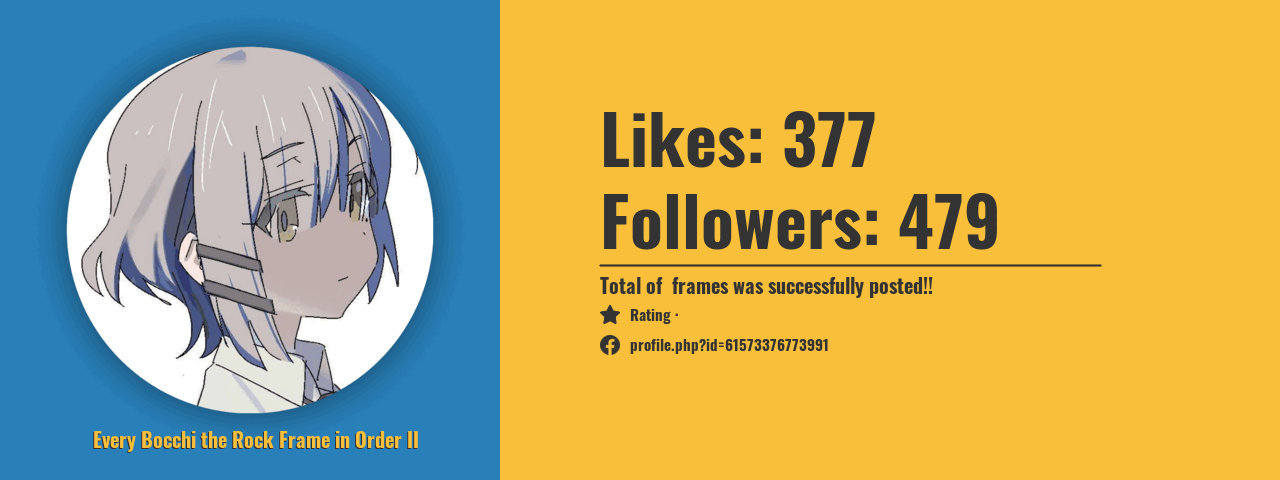 Likes: 377
Followers: 479
Total of  frames was successfully posted!!
Rating ·
profile.php?id=61573376773991
Every Bocchi the Rock Frame in Order II